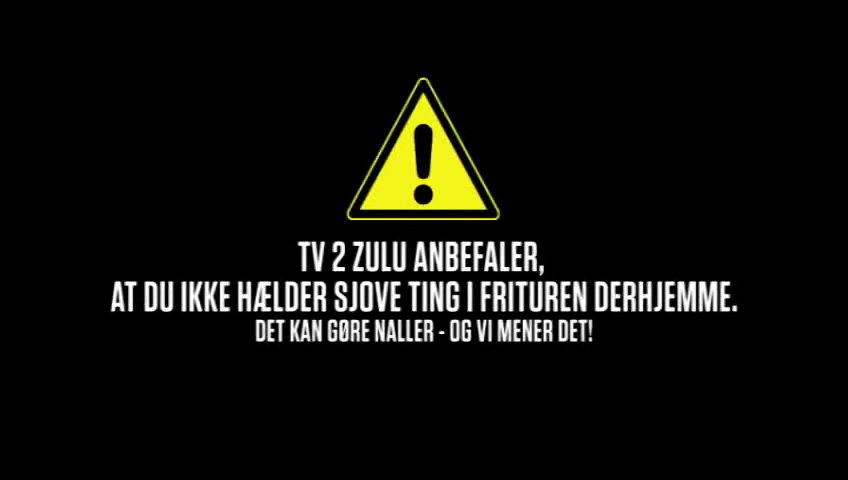 TV 2 ZULU ANBEFALER,
AT DU IKKE HÆLDER SJOVE TING I FRITUREN DERHJEMME.
DET KAN GØRE NALLER - OG VI MENER DET!